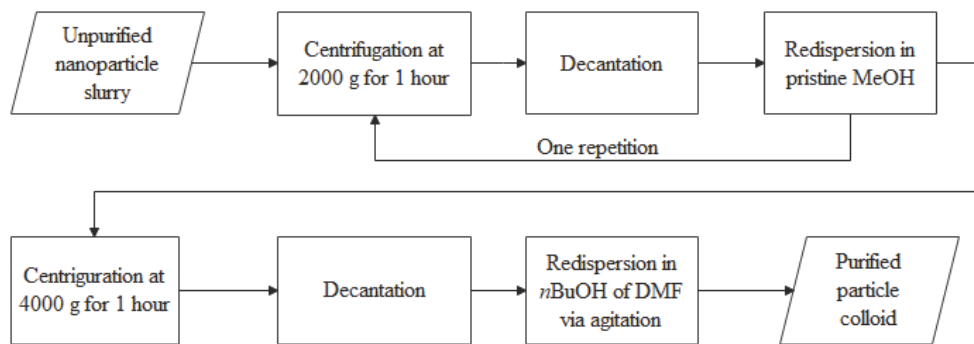 Unpurified
nanoparticle
slurry
Centrifugation at
2000 g for 1 hour
Decantation
Redispersion in
pristine MeOH
One repetition
Centriguration at
4000 g for 1 hour
Decantation
Redispersion in
nBuOH of DMF
via agitation
Purified
particle
colloid